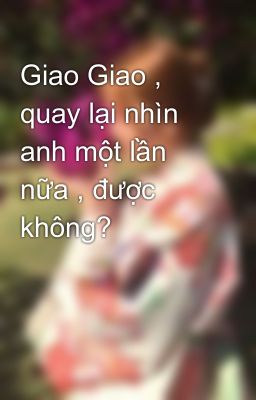 Giao Giao ,
quay lại nhìn
anh một lần
nữa , được
không?